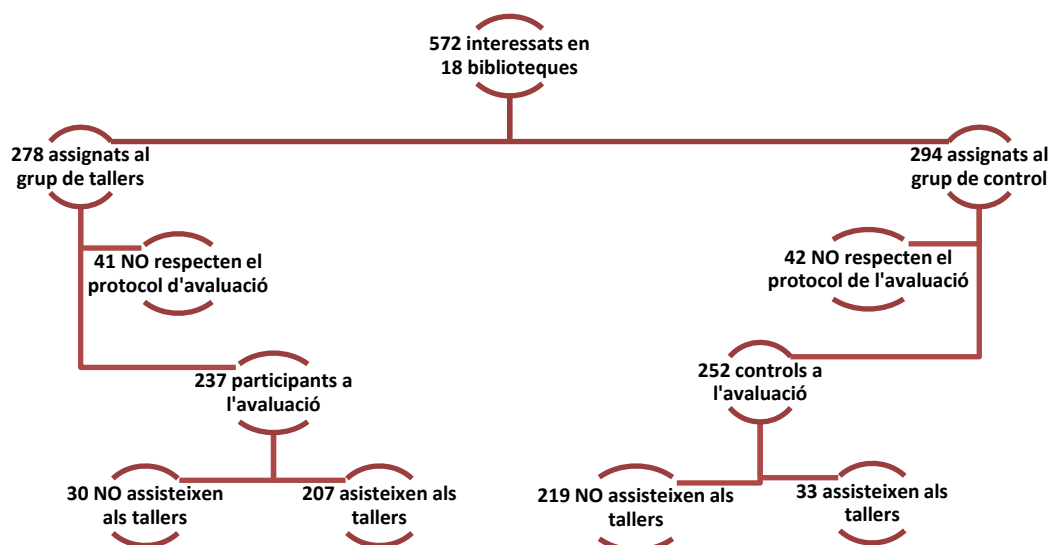 572 interessats en
18 biblioteques
278 assignats al
grup de tallers
294 assignats al
grup de control
41 NO respecten el
protocol d'avaluació
42 NO respecten el
protocol de l'avaluació
237 participants a
l'avaluació
252 controls a
l'avaluació
30 NO assisteixen
als tallers
207 asisteixen als
tallers
219 NO assisteixen als
tallers
33 assisteixen als
tallers